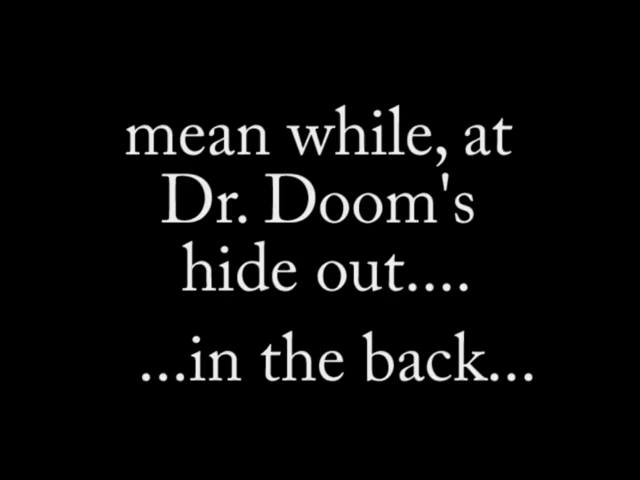 mean while, at
Dr. Doom's
hide out....
...in the back...